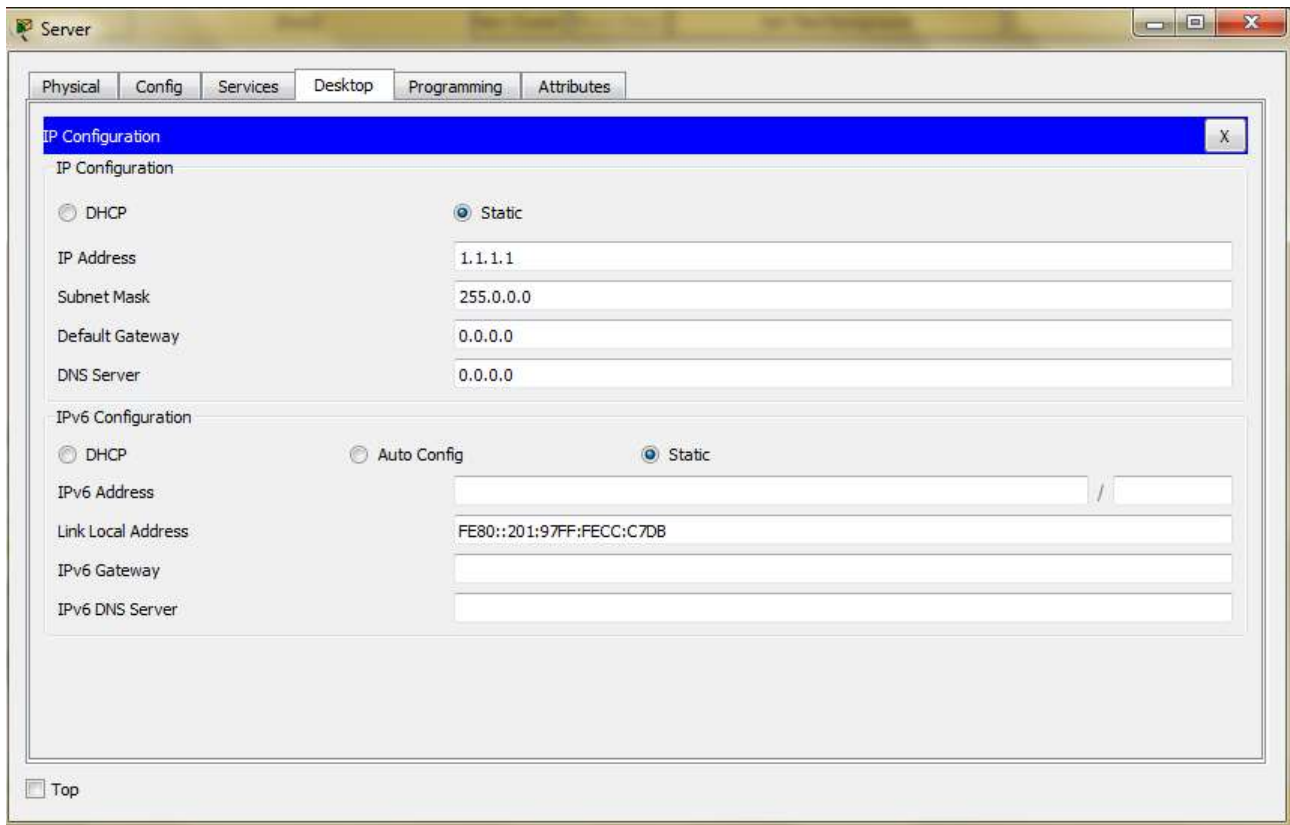 Server
Physical Config Services Desktop Programming Attributes
IP Configuration X
IP Configuration
DHCP Static
IP Address 1.1.1.1
Subnet Mask 255.0.0.0
Default Gateway 0.0.0.0
DNS Server 0.0.0.0
IPv6 Configuration
DHCP Auto Config Static
IPv6 Address /
Link Local Address FE80::201:97FF:FECC:C7DB
IPv6 Gateway
IPv6 DNS Server
Top